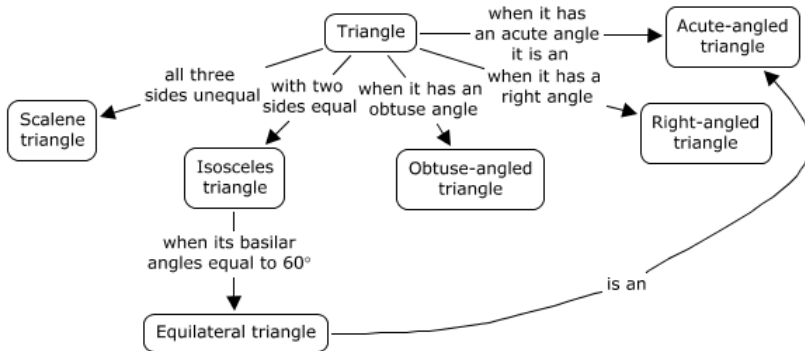 Triangle
when it has
an acute angle
it is an
Acute-angled
triangle
all three
sides unequal
with two
sides equal
when it has an
obtuse angle
when it has a
right angle
Scalene
triangle
Isosceles
triangle
Obtuse-angled
triangle
Right-angled
triangle
when its basilar
angles equal to 60°
is an
Equilateral triangle